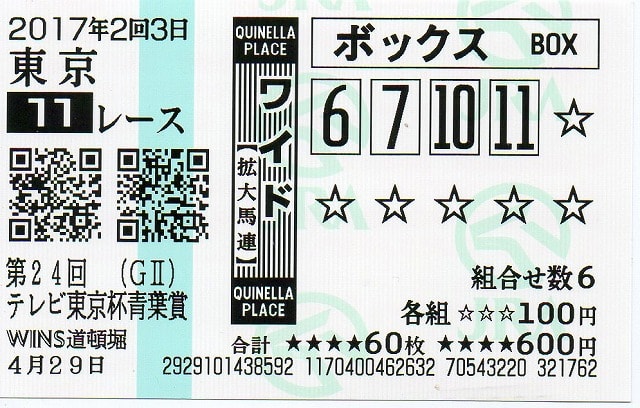 2017年2回3日
東京
11レース
第24回 (GⅡ)
テレビ東京杯青葉賞
WINS道頓堀
4月29日
QUINELLA
PLACE
ワイド
【拡大馬連】
QUINELLA
PLACE
ボックス BOX
6 7 10 11 ☆
☆ ☆ ☆ ☆ ☆
組合せ数6
各組 ☆☆☆100円
合計 ★★★★60枚 ★★★★600円
2929101438592 1170400462632 70543220 321762